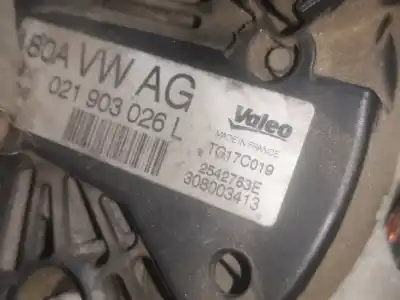 80A VW AG
021 903 026 L
Valeo
MADE IN FRANCE
TG17C019
2542763E
308003413